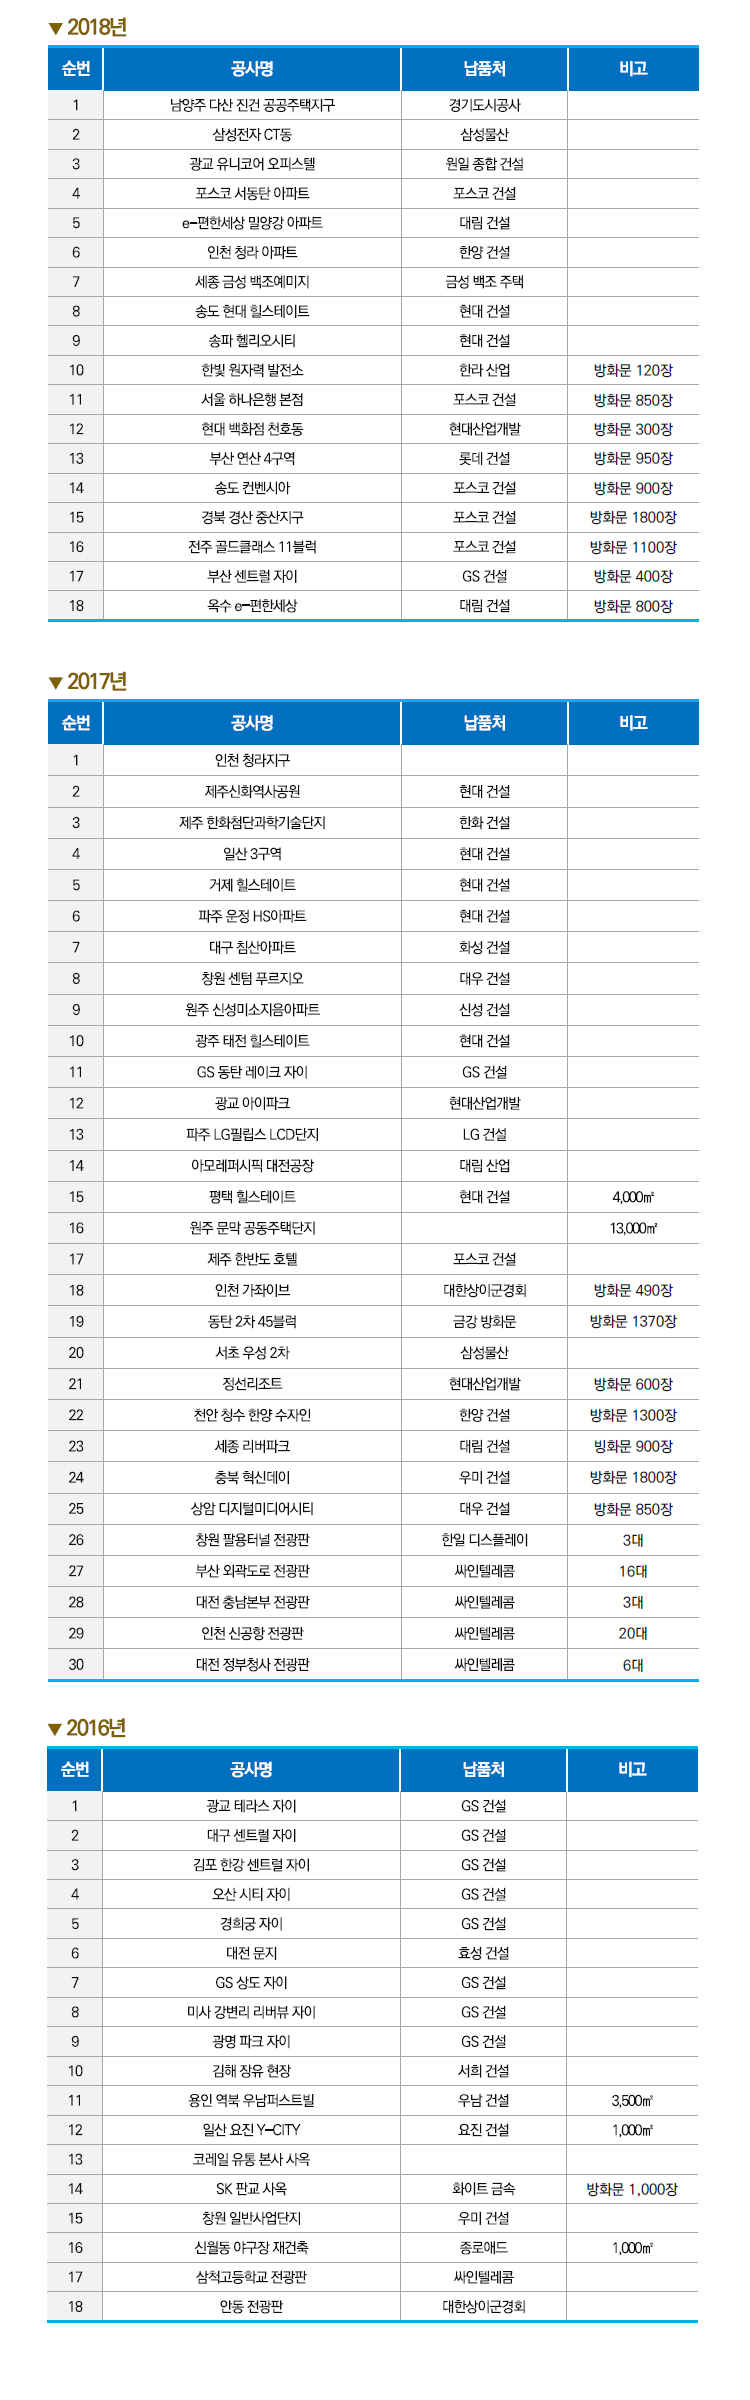 ▼ 2018년
순번 공사명 납품처 비고
1 남양주 다산 진건 공공주택지구 경기도시공사
2 삼성전자 CT동 삼성물산
3 광교 유니코어 오피스텔 원일 종합 건설
4 포스코 서동탄 아파트 포스코 건설
5 e-편한세상 밀양강 아파트 대림 건설
6 인천 청라 아파트 한양 건설
7 세종 금성 백조예미지 금성 백조 주택
8 송도 현대 힐스테이트 현대 건설
9 송파 헬리오시티 현대 건설
10 한빛 원자력 발전소 한라 산업 방화문 120장
11 서울 하나은행 본점 포스코 건설 방화문 850장
12 현대 백화점 천호동 현대산업개발 방화문 300장
13 부산 연산 4구역 롯데 건설 방화문 950장
14 송도 컨벤시아 포스코 건설 방화문 900장
15 경북 경산 중산지구 포스코 건설 방화문 1800장
16 전주 골드클래스 11블럭 포스코 건설 방화문 1100장
17 부산 센트럴 자이 GS 건설 방화문 400장
18 옥수 e-편한세상 대림 건설 방화문 800장
▼ 2017년
순번 공사명 납품처 비고
1 인천 청라지구
2 제주신화역사공원 현대 건설
3 제주 한화첨단과학기술단지 한화 건설
4 일산 3구역 현대 건설
5 거제 힐스테이트 현대 건설
6 파주 운정 HS아파트 현대 건설
7 대구 침산아파트 화성 건설
8 창원 센텀 푸르지오 대우 건설
9 원주 신성미소지음아파트 신성 건설
10 광주 태전 힐스테이트 현대 건설
11 GS 동탄 레이크 자이 GS 건설
12 광교 아이파크 현대산업개발
13 파주 LG필립스 LCD단지 LG 건설
14 아모레퍼시픽 대전공장 대림 산업
15 평택 힐스테이트 현대 건설 4,000㎡
16 원주 문막 공동주택단지 13,000㎡
17 제주 한반도 호텔 포스코 건설
18 인천 가좌이브 대한상이군경회 방화문 490장
19 동탄 2차 45블럭 금강 방화문 방화문 1370장
20 서초 우성 2차 삼성물산
21 정선리조트 현대산업개발 방화문 600장
22 천안 청수 한양 수자인 한양 건설 방화문 1300장
23 세종 리버파크 대림 건설 빙화문 900장
24 충북 혁신데이 우미 건설 방화문 1800장
25 상암 디지털미디어시티 대우 건설 방화문 850장
26 창원 팔용터널 전광판 한일 디스플레이 3대
27 부산 외곽도로 전광판 싸인텔레콤 16대
28 대전 충남본부 전광판 싸인텔레콤 3대
29 인천 신공항 전광판 싸인텔레콤 20대
30 대전 정부청사 전광판 싸인텔레콤 6대
▼ 2016년
순번 공사명 납품처 비고
1 광교 테라스 자이 GS 건설
2 대구 센트럴 자이 GS 건설
3 김포 한강 센트럴 자이 GS 건설
4 오산 시티 자이 GS 건설
5 경희궁 자이 GS 건설
6 대전 문지 효성 건설
7 GS 상도 자이 GS 건설
8 미사 강변리 리버뷰 자이 GS 건설
9 광명 파크 자이 GS 건설
10 김해 장유 현장 서희 건설
11 용인 역북 우남퍼스트빌 우남 건설 3,500㎡
12 일산 요진 Y-CITY 요진 건설 1,000㎡
13 코레일 유통 본사 사옥
14 SK 판교 사옥 화이트 금속 방화문 1,000장
15 창원 일반사업단지 우미 건설
16 신월동 야구장 재건축 종로애드 1,000㎡
17 삼척고등학교 전광판 싸인텔레콤
18 안동 전광판 대한상이군경회